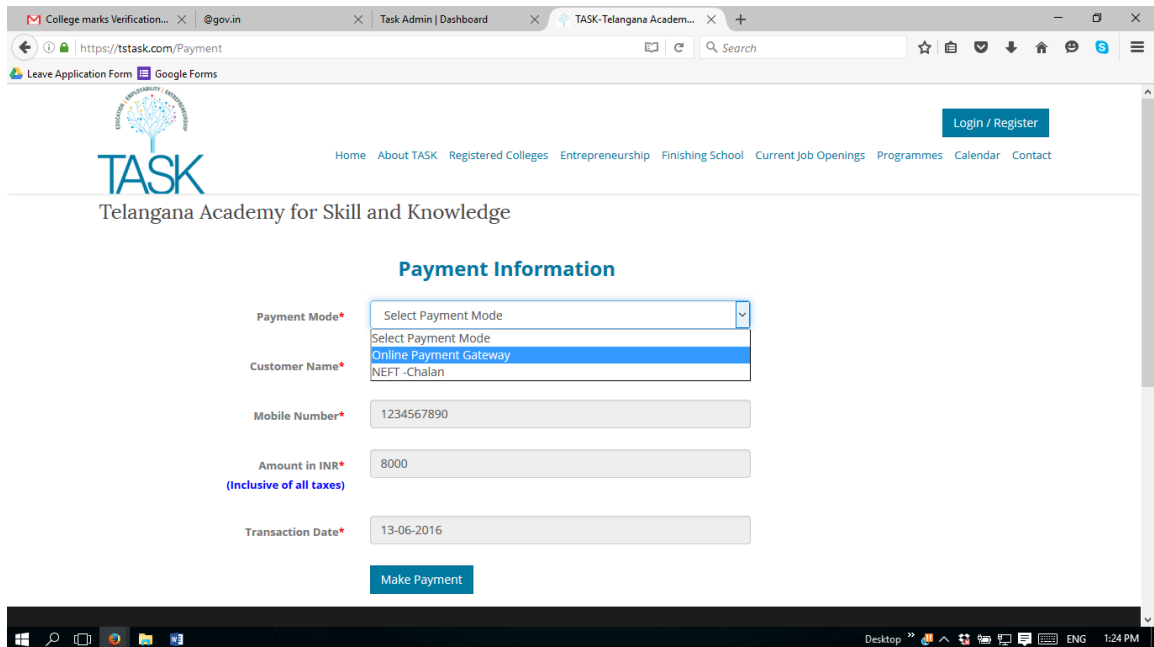 College marks Verification... @gov.in Task Admin | Dashboard TASK-Telangana Academ...
https://tstask.com/Payment Search
Leave Application Form Google Forms
EDUCATION | EMPLOYABILITY | ENTREPRENEURSHIP
TASK
Login / Register
Home About TASK Registered Colleges Entrepreneurship Finishing School Current Job Openings Programmes Calendar Contact
Telangana Academy for Skill and Knowledge
Payment Information
Payment Mode* Select Payment Mode
Select Payment Mode
Online Payment Gateway
Customer Name*
NEFT -Chalan
Mobile Number* 1234567890
Amount in INR* 8000
(Inclusive of all taxes)
Transaction Date* 13-06-2016
Make Payment
Desktop » ENG 1:24 PM